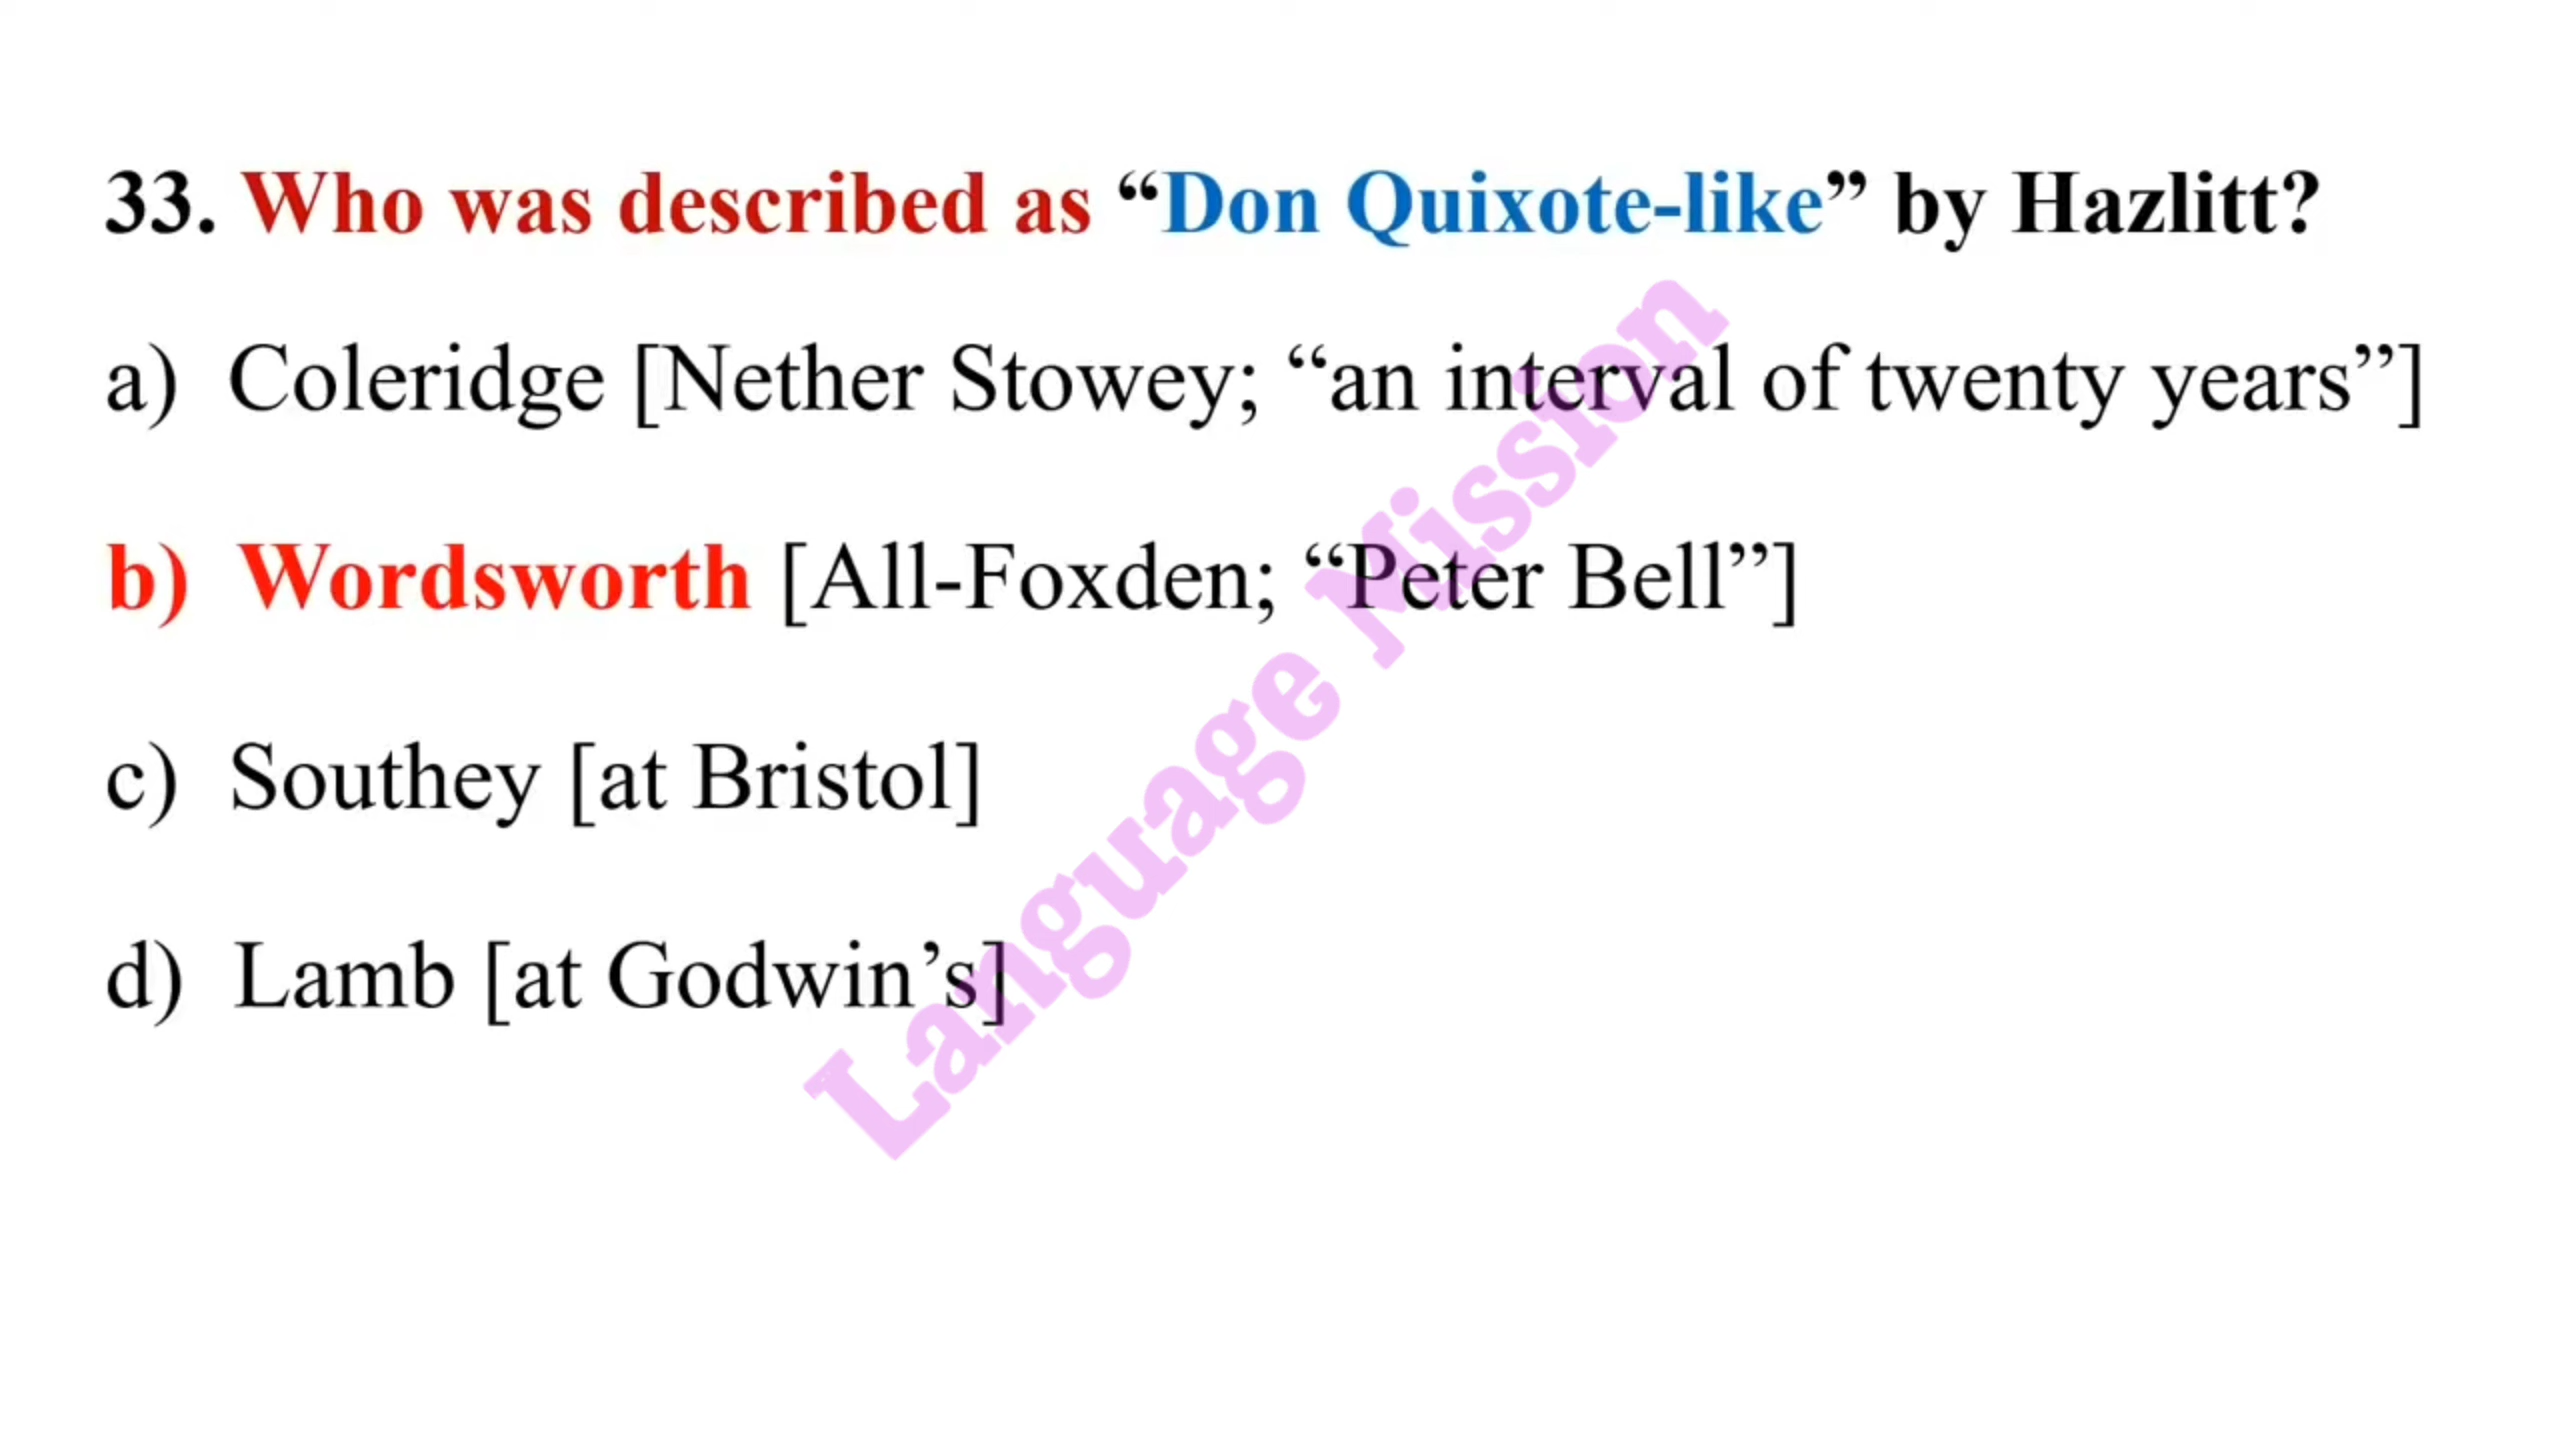 33. Who was described as “Don Quixote-like” by Hazlitt?
a) Coleridge [Nether Stowey; “an interval of twenty years”]
b) Wordsworth [All-Foxden; “Peter Bell”]
c) Southey [at Bristol]
d) Lamb [at Godwin’s]
Language Mission